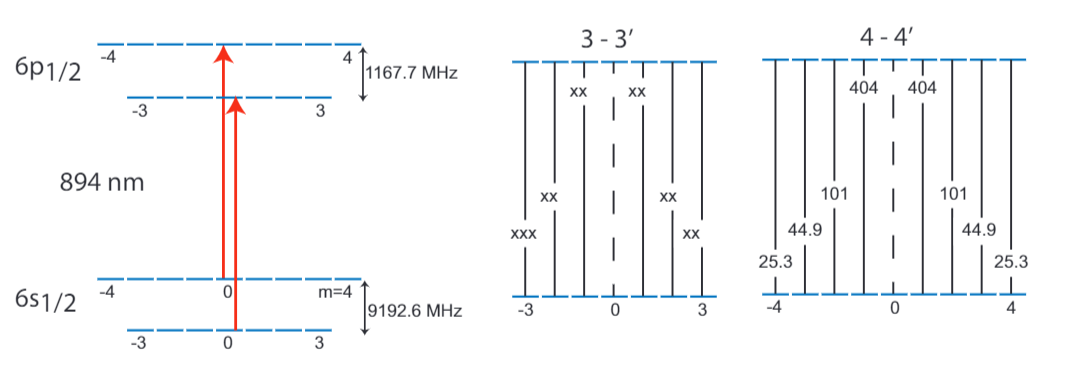 6p1/2
-4
4
1167.7 MHz
-3
3
894 nm
6s1/2
-4
0
m=4
9192.6 MHz
-3
0
3
3 - 3′
xx
xx
xx
xx
xxx
xx
-3
0
3
4 - 4′
404
404
101
101
44.9
44.9
25.3
25.3
-4
0
4